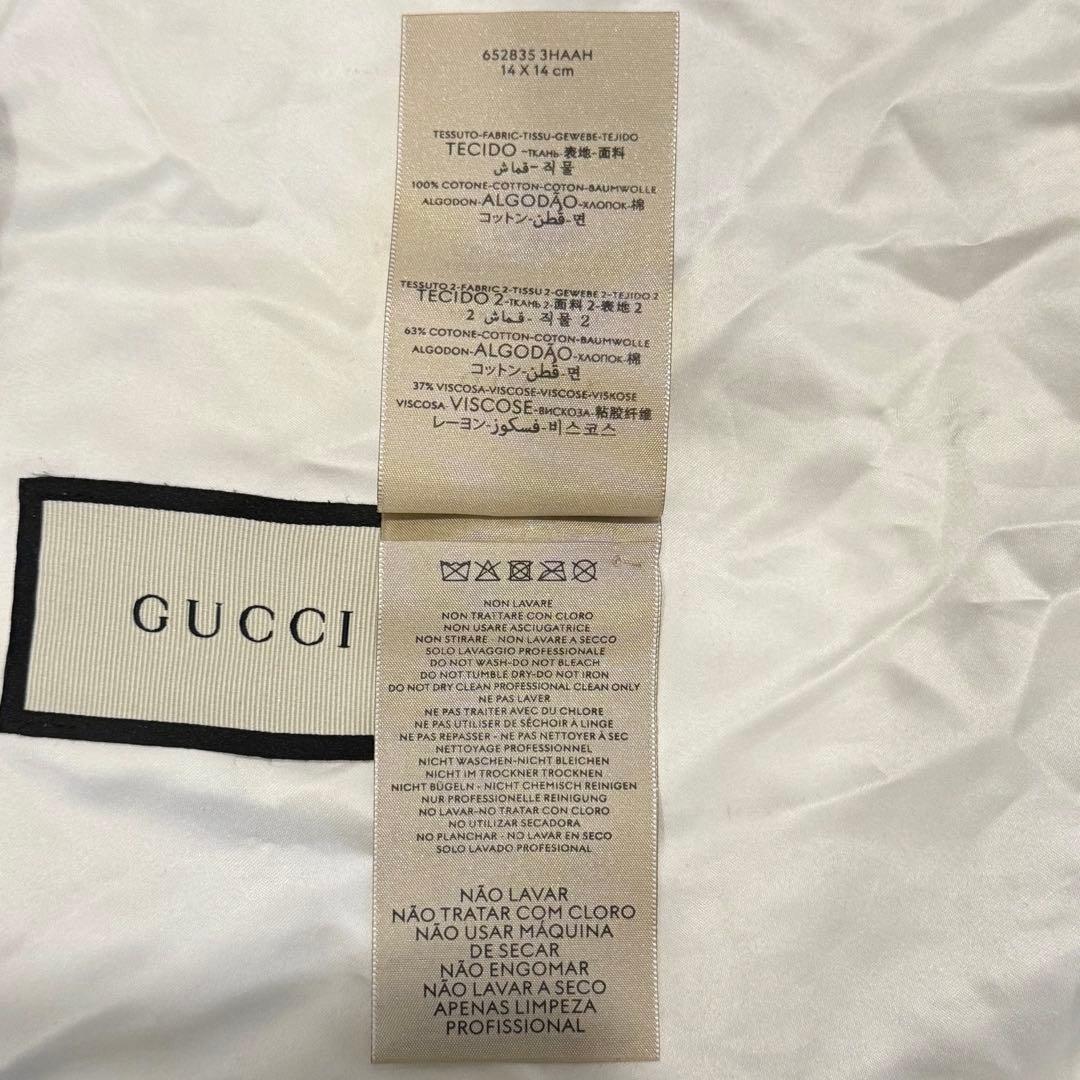 652835 3HAAH
14 X 14 cm
TESSUTO-FABRIC-TISSU-GEWEBE-TEJIDO
TECIDO -ТКАНЬ-表地-面料
قماش-직물
100% COTONE-COTTON-COTON-BAUMWOLLE
ALGODON-ALGODÃO-ХЛОПОК-棉
コットン-قطن-면
TESSUTO 2-FABRIC 2-TISSU 2-GEWEBE 2-TEJIDO 2
TECIDO 2-ТКАНЬ 2-面料 2-表地 2
2 قماش - 직물 2
63% COTONE-COTTON-COTON-BAUMWOLLE
ALGODON-ALGODÃO-ХЛОПОК-棉
コットン-قطن-면
37% VISCOSA-VISCOSE-VISCOSE-VISKOSE
VISCOSA-VISCOSE-ВИСКОЗА-粘胶纤维
レーヨン-فسكوز-비스코스
GUCCI
NON LAVARE
NON TRATTARE CON CLORO
NON USARE ASCIUGATRICE
NON STIRARE - NON LAVARE A SECCO
SOLO LAVAGGIO PROFESSIONALE
DO NOT WASH-DO NOT BLEACH
DO NOT TUMBLE DRY-DO NOT IRON
DO NOT DRY CLEAN PROFESSIONAL CLEAN ONLY
NE PAS LAVER
NE PAS TRAITER AVEC DU CHLORE
NE PAS UTILISER DE SÉCHOIR À LINGE
NE PAS REPASSER - NE PAS NETTOYER À SEC
NETTOYAGE PROFESSIONNEL
NICHT WASCHEN-NICHT BLEICHEN
NICHT IM TROCKNER TROCKNEN
NICHT BÜGELN - NICHT CHEMISCH REINIGEN
NUR PROFESSIONELLE REINIGUNG
NO LAVAR-NO TRATAR CON CLORO
NO UTILIZAR SECADORA
NO PLANCHAR - NO LAVAR EN SECO
SOLO LAVADO PROFESIONAL
NÃO LAVAR
NÃO TRATAR COM CLORO
NÃO USAR MÁQUINA
DE SECAR
NÃO ENGOMAR
NÃO LAVAR A SECO
APENAS LIMPEZA
PROFISSIONAL